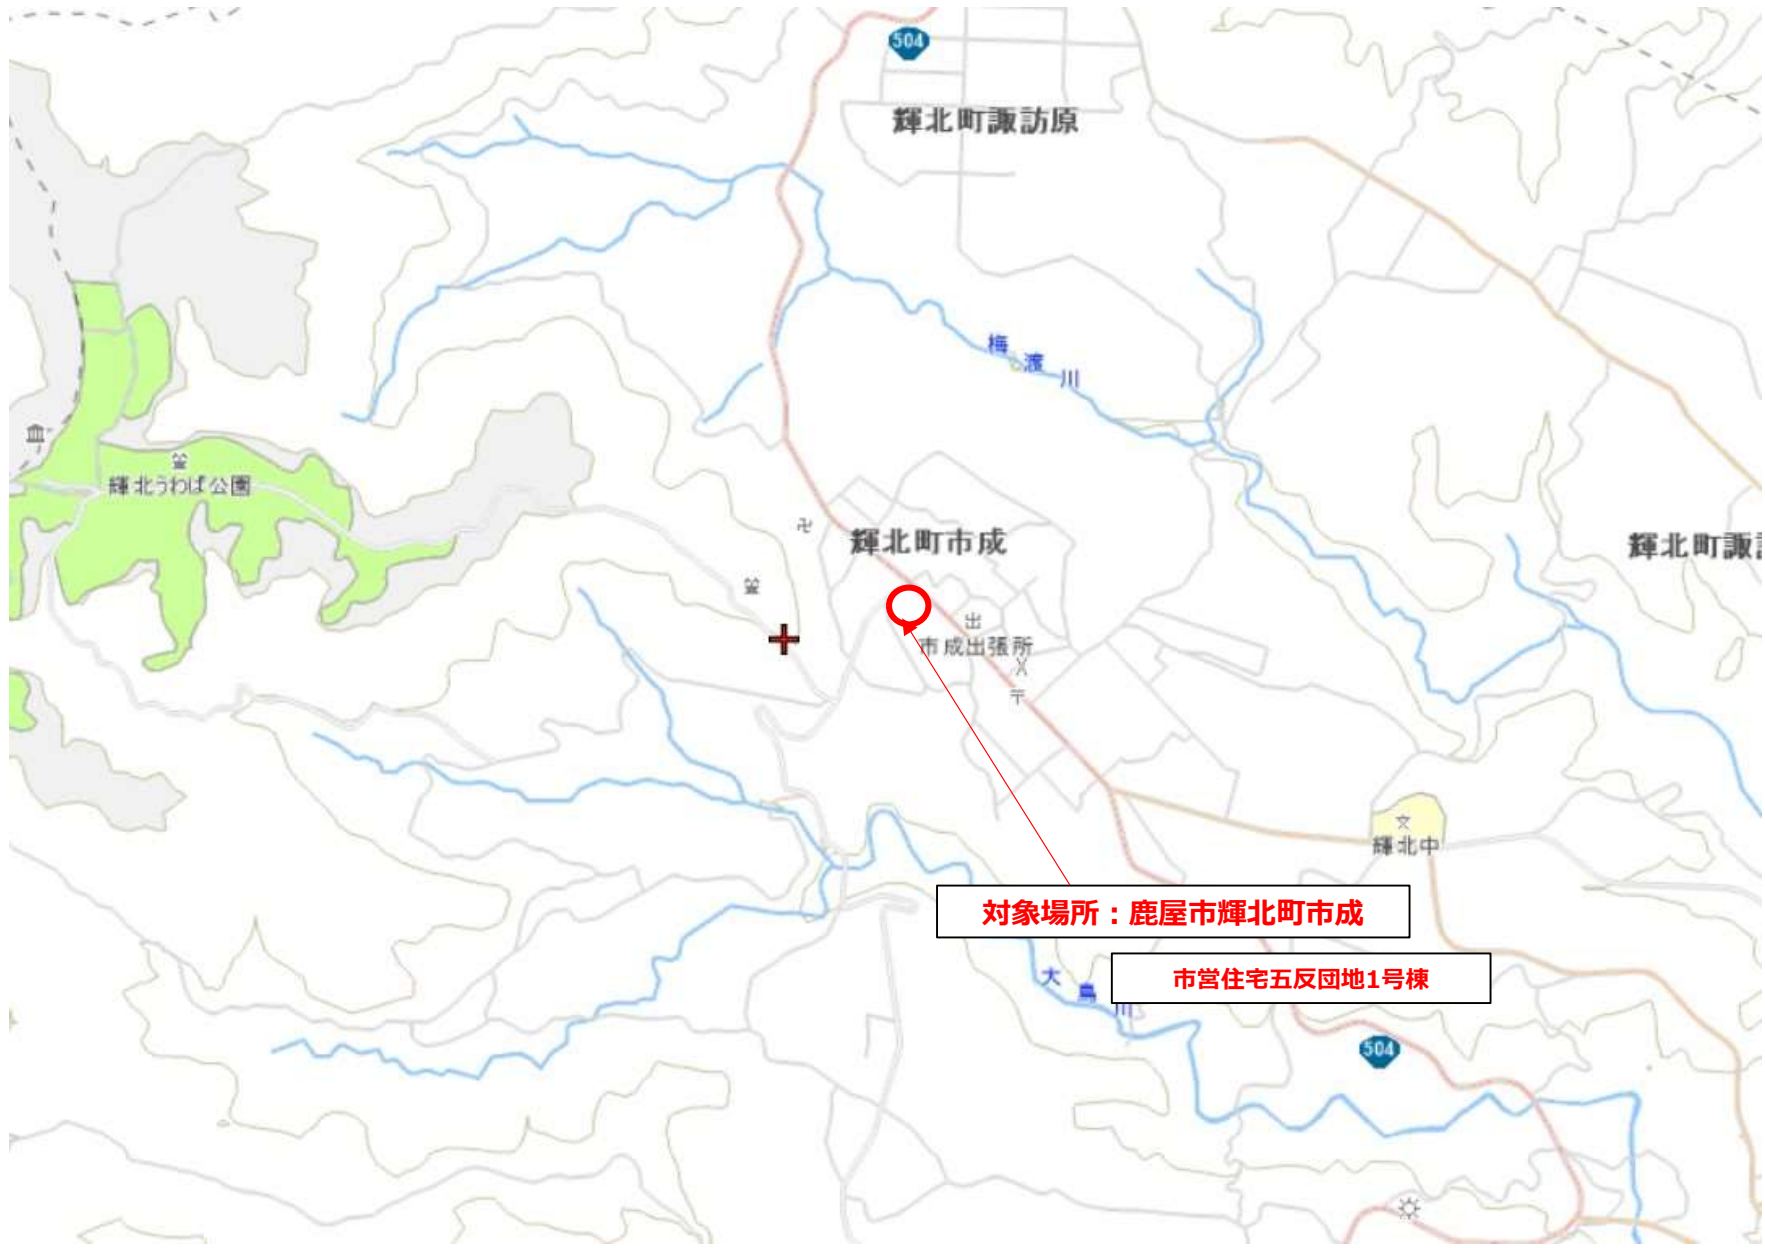 504
輝北町諏訪原
梅渡川
輝北うわば公園
輝北町市成
輝北町諏
市成出張所
輝北中
対象場所：鹿屋市輝北町市成
市営住宅五反団地1号棟
大鳥川
504